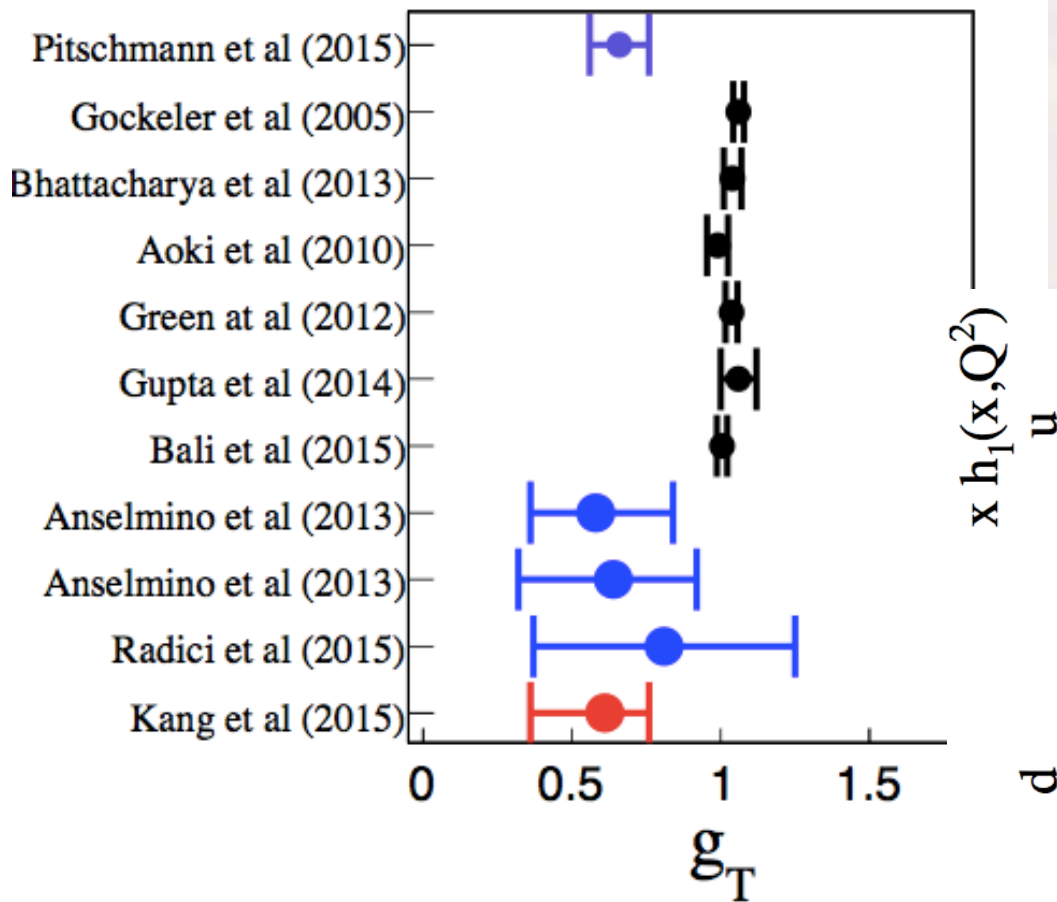 Pitschmann et al (2015)
Gockeler et al (2005)
Bhattacharya et al (2013)
Aoki et al (2010)
Green at al (2012)
Gupta et al (2014)
Bali et al (2015)
Anselmino et al (2013)
Anselmino et al (2013)
Radici et al (2015)
Kang et al (2015)
0 0.5 1 1.5
g_T
x h₁(x,Q²)
u
d